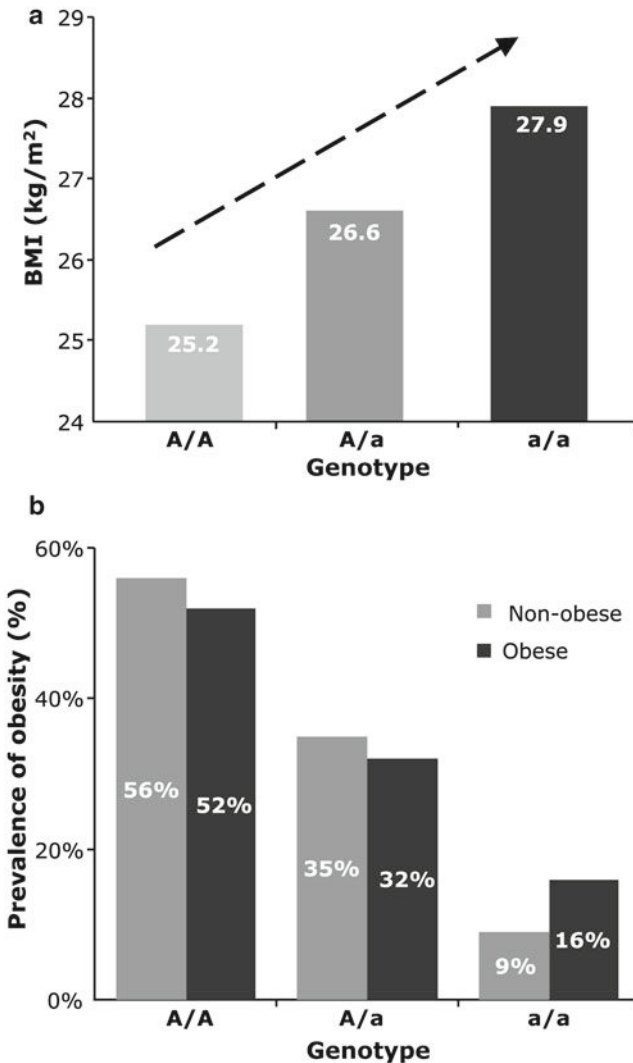 a
29
28
27
26
25
24
BMI (kg/m²)
25.2
26.6
27.9
A/A A/a a/a
Genotype
b
60%
40%
20%
0%
Prevalence of obesity (%)
Non-obese
Obese
56% 52% 35% 32% 9% 16%
A/A A/a a/a
Genotype